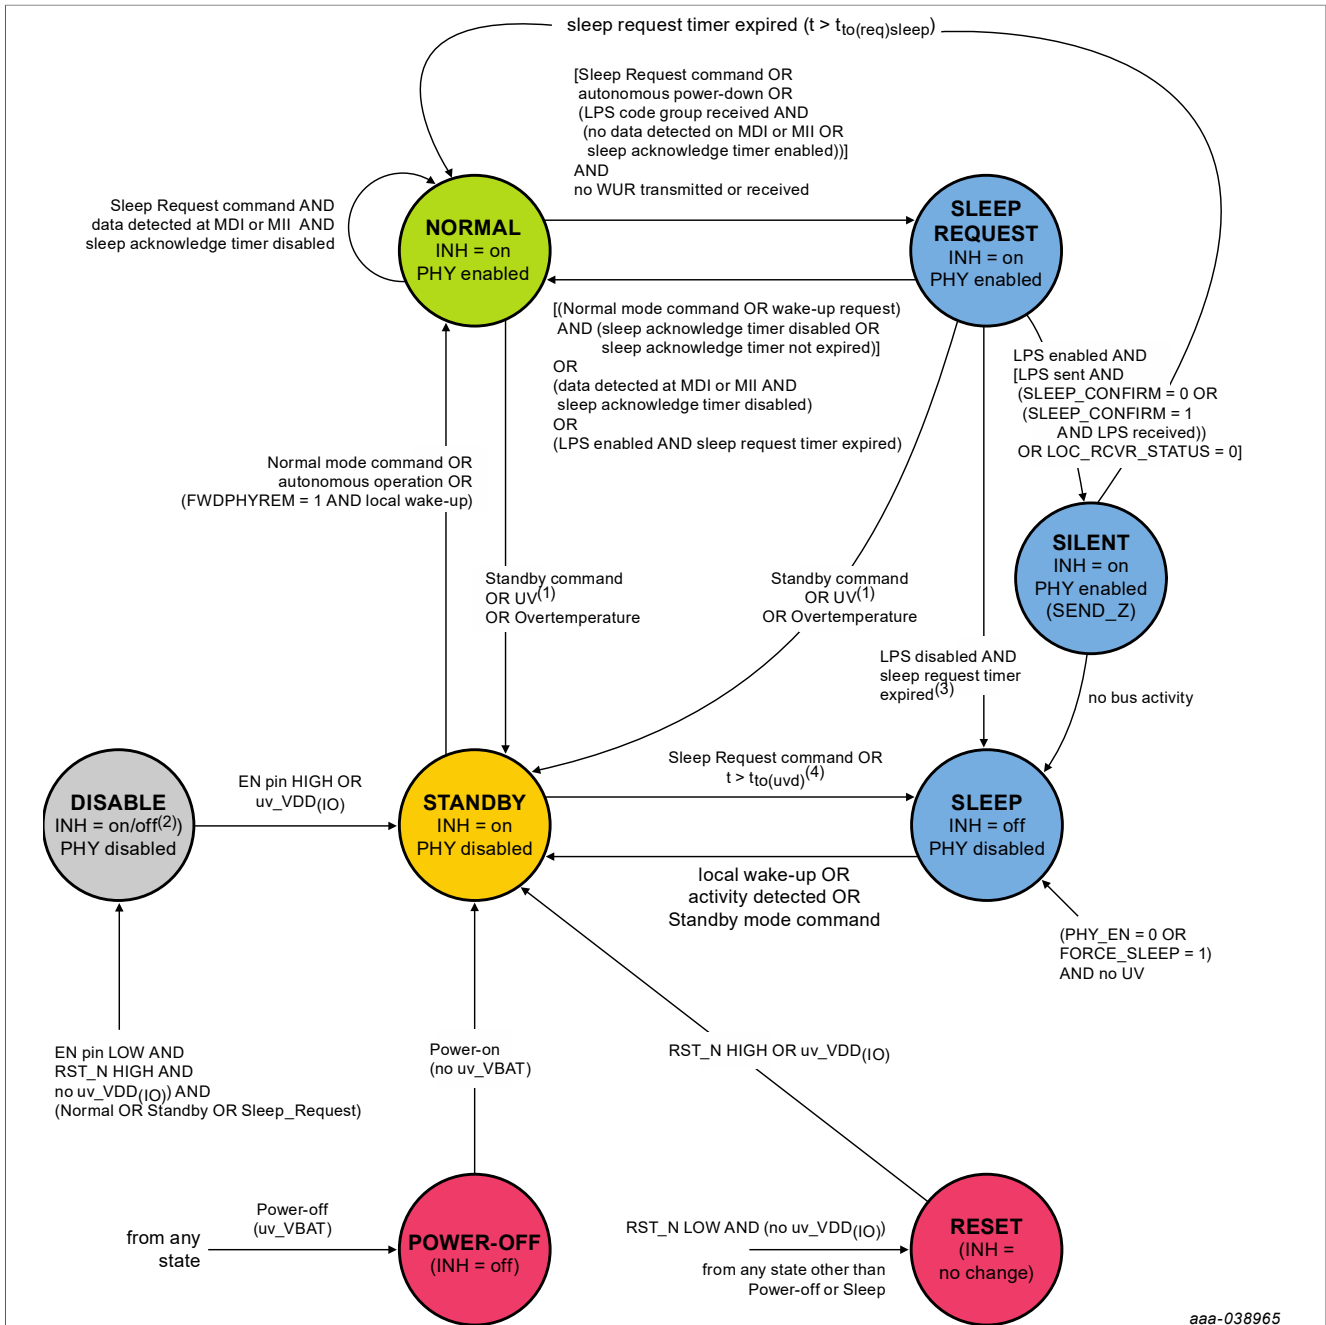 sleep request timer expired (t > tto(req)sleep)
[Sleep Request command OR
autonomous power-down OR
(LPS code group received AND
(no data detected on MDI or MII OR
sleep acknowledge timer enabled))]
AND
no WUR transmitted or received
Sleep Request command AND
data detected at MDI or MII AND
sleep acknowledge timer disabled
NORMAL
INH = on
PHY enabled
SLEEP
REQUEST
INH = on
PHY enabled
[(Normal mode command OR wake-up request)
AND (sleep acknowledge timer disabled OR
sleep acknowledge timer not expired)]
OR
(data detected at MDI or MII AND
sleep acknowledge timer disabled)
OR
(LPS enabled AND sleep request timer expired)
LPS enabled AND
[LPS sent AND
(SLEEP_CONFIRM = 0 OR
(SLEEP_CONFIRM = 1
AND LPS received))
OR LOC_RCVR_STATUS = 0]
Normal mode command OR
autonomous operation OR
(FWDPHYREM = 1 AND local wake-up)
SILENT
INH = on
PHY enabled
(SEND_Z)
Standby command
OR UV(1)
OR Overtemperature
Standby command
OR UV(1)
OR Overtemperature
LPS disabled AND
sleep request timer
expired(3)
no bus activity
EN pin HIGH OR
uv_VDD(IO)
Sleep Request command OR
t > tto(uvd)(4)
DISABLE
INH = on/off(2))
PHY disabled
STANDBY
INH = on
PHY disabled
SLEEP
INH = off
PHY disabled
local wake-up OR
activity detected OR
Standby mode command
(PHY_EN = 0 OR
FORCE_SLEEP = 1)
AND no UV
EN pin LOW AND
RST_N HIGH AND
no uv_VDD(IO)) AND
(Normal OR Standby OR Sleep_Request)
Power-on
(no uv_VBAT)
RST_N HIGH OR uv_VDD(IO)
from any
state
Power-off
(uv_VBAT)
POWER-OFF
(INH = off)
RST_N LOW AND (no uv_VDD(IO))
from any state other than
Power-off or Sleep
RESET
(INH =
no change)
aaa-038965